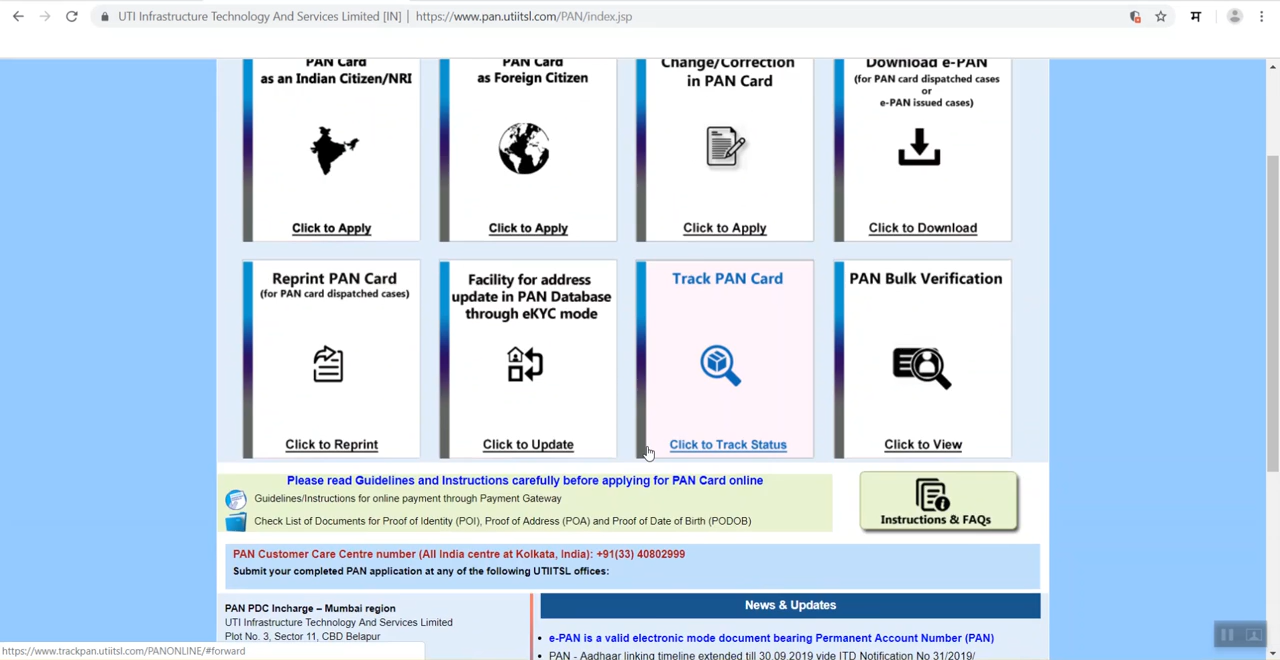 UTI Infrastructure Technology And Services Limited [IN] | https://www.pan.utiitsl.com/PAN/index.jsp
PAN Card
as an Indian Citizen/NRI
Click to Apply
PAN Card
as Foreign Citizen
Click to Apply
Change/Correction
in PAN Card
Click to Apply
Download e-PAN
(for PAN card dispatched cases
or
e-PAN issued cases)
Click to Download
Reprint PAN Card
(for PAN card dispatched cases)
Click to Reprint
Facility for address
update in PAN Database
through eKYC mode
Click to Update
Track PAN Card
Click to Track Status
PAN Bulk Verification
Click to View
Please read Guidelines and Instructions carefully before applying for PAN Card online
Guidelines/Instructions for online payment through Payment Gateway
Check List of Documents for Proof of Identity (POI), Proof of Address (POA) and Proof of Date of Birth (PODOB)
Instructions & FAQs
PAN Customer Care Centre number (All India centre at Kolkata, India): +91(33) 40802999
Submit your completed PAN application at any of the following UTIITSL offices:
PAN PDC Incharge – Mumbai region
UTI Infrastructure Technology And Services Limited
Plot No. 3, Sector 11, CBD Belapur
News & Updates
• e-PAN is a valid electronic mode document bearing Permanent Account Number (PAN)
• PAN - Aadhaar linking timeline extended till 30.09.2019 vide ITD Notification No 31/2019/
https://www.trackpan.utiitsl.com/PANONLINE/#forward